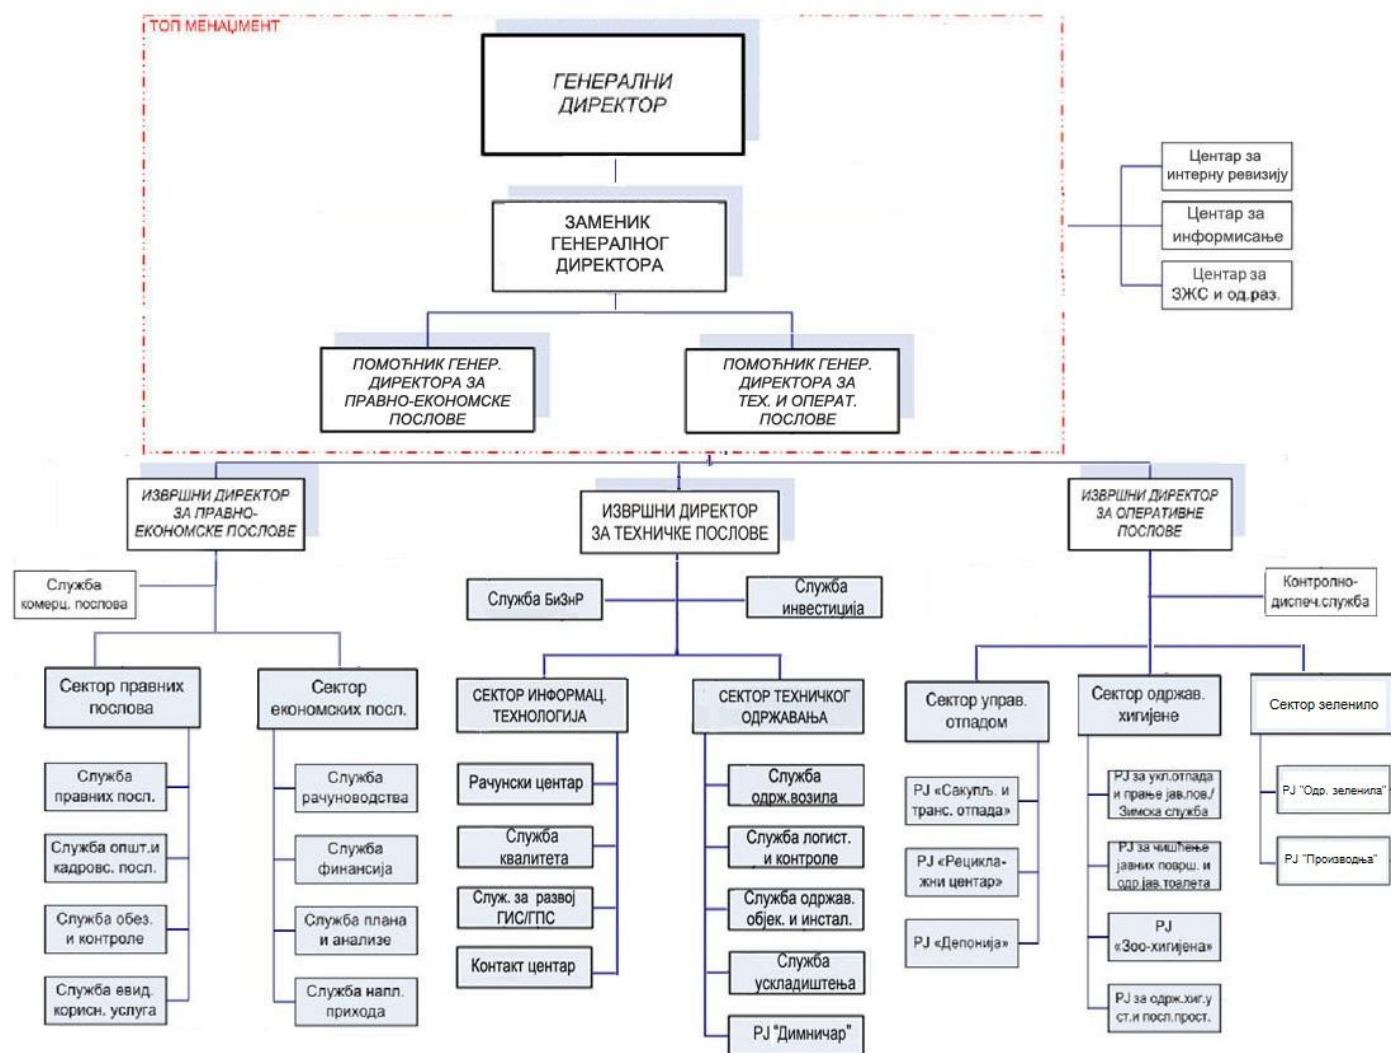 ТОП МЕНАЏМЕНТ
ГЕНЕРАЛНИ
ДИРЕКТОР
Центар за
интерну ревизију
Центар за
информисање
Центар за
ЗЖС и од.раз.
ЗАМЕНИК
ГЕНЕРАЛНОГ
ДИРЕКТОРА
ПОМОЋНИК ГЕНЕР.
ДИРЕКТОРА ЗА
ПРАВНО-ЕКОНОМСКЕ
ПОСЛОВЕ
ПОМОЋНИК ГЕНЕР.
ДИРЕКТОРА ЗА
ТЕХ. И ОПЕРАТ.
ПОСЛОВЕ
ИЗВРШНИ ДИРЕКТОР
ЗА ПРАВНО-
ЕКОНОМСКЕ ПОСЛОВЕ
ИЗВРШНИ ДИРЕКТОР
ЗА ТЕХНИЧКЕ ПОСЛОВЕ
ИЗВРШНИ ДИРЕКТОР
ЗА ОПЕРАТИВНЕ
ПОСЛОВЕ
Служба
комерц. послова
Служба БиЗнР
Служба
инвестиција
Контролно-
диспеч.служба
Сектор правних
послова
Сектор
економских посл.
СЕКТОР ИНФОРМАЦ.
ТЕХНОЛОГИЈА
СЕКТОР ТЕХНИЧКОГ
ОДРЖАВАЊА
Сектор управ.
отпадом
Сектор одржав.
хигијене
Сектор зеленило
Служба
правних посл.
Служба општ.и
кадровс. посл.
Служба обез.
и контроле
Служба евид.
корисн. услуга
Служба
рачуноводства
Служба
финансија
Служба плана
и анализе
Служба напл.
прихода
Рачунски центар
Служба
квалитета
Служ. за развој
ГИС/ГПС
Контакт центар
Служба
одрж.возила
Служба логист.
и контроле
Служба одржав.
објек. и инстал.
Служба
ускладиштења
РЈ "Димничар"
РЈ «Сакупљ. и
транс. отпада»
РЈ «Рецикла-
жни центар»
РЈ «Депонија»
РЈ за укл.отпада
и прање јав.пов./
Зимска служба
РЈ за чишћење
јавних површ. и
одр.јав.тоалета
РЈ
«Зоо-хигијена»
РЈ за одрж.хиг.у
ст.и посл.прост.
РЈ "Одр. зеленила"
РЈ "Производња"